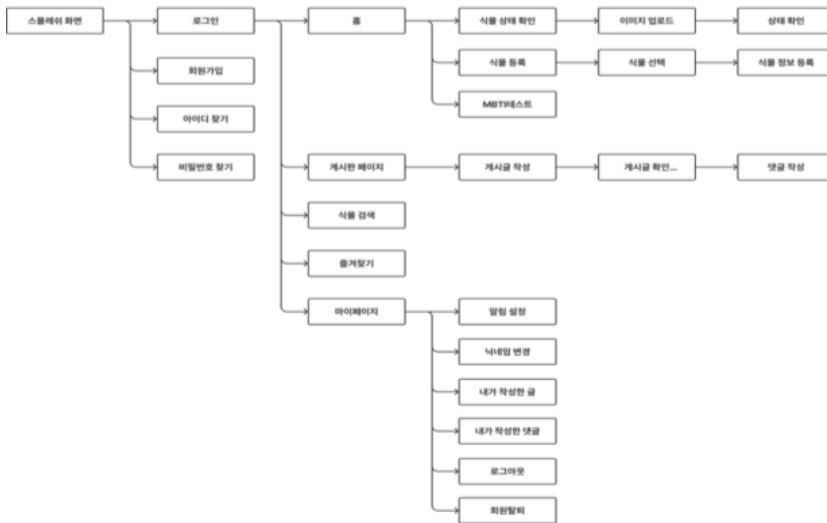 스플레쉬 화면
로그인
홈
식물 상태 확인
이미지 업로드
상태 확인
식물 등록
식물 선택
식물 정보 등록
회원가입
MBTI테스트
아이디 찾기
비밀번호 찾기
게시판 페이지
게시글 작성
게시글 확인...
댓글 작성
식물 검색
즐겨찾기
마이페이지
알림 설정
닉네임 변경
내가 작성한 글
내가 작성한 댓글
로그아웃
회원탈퇴